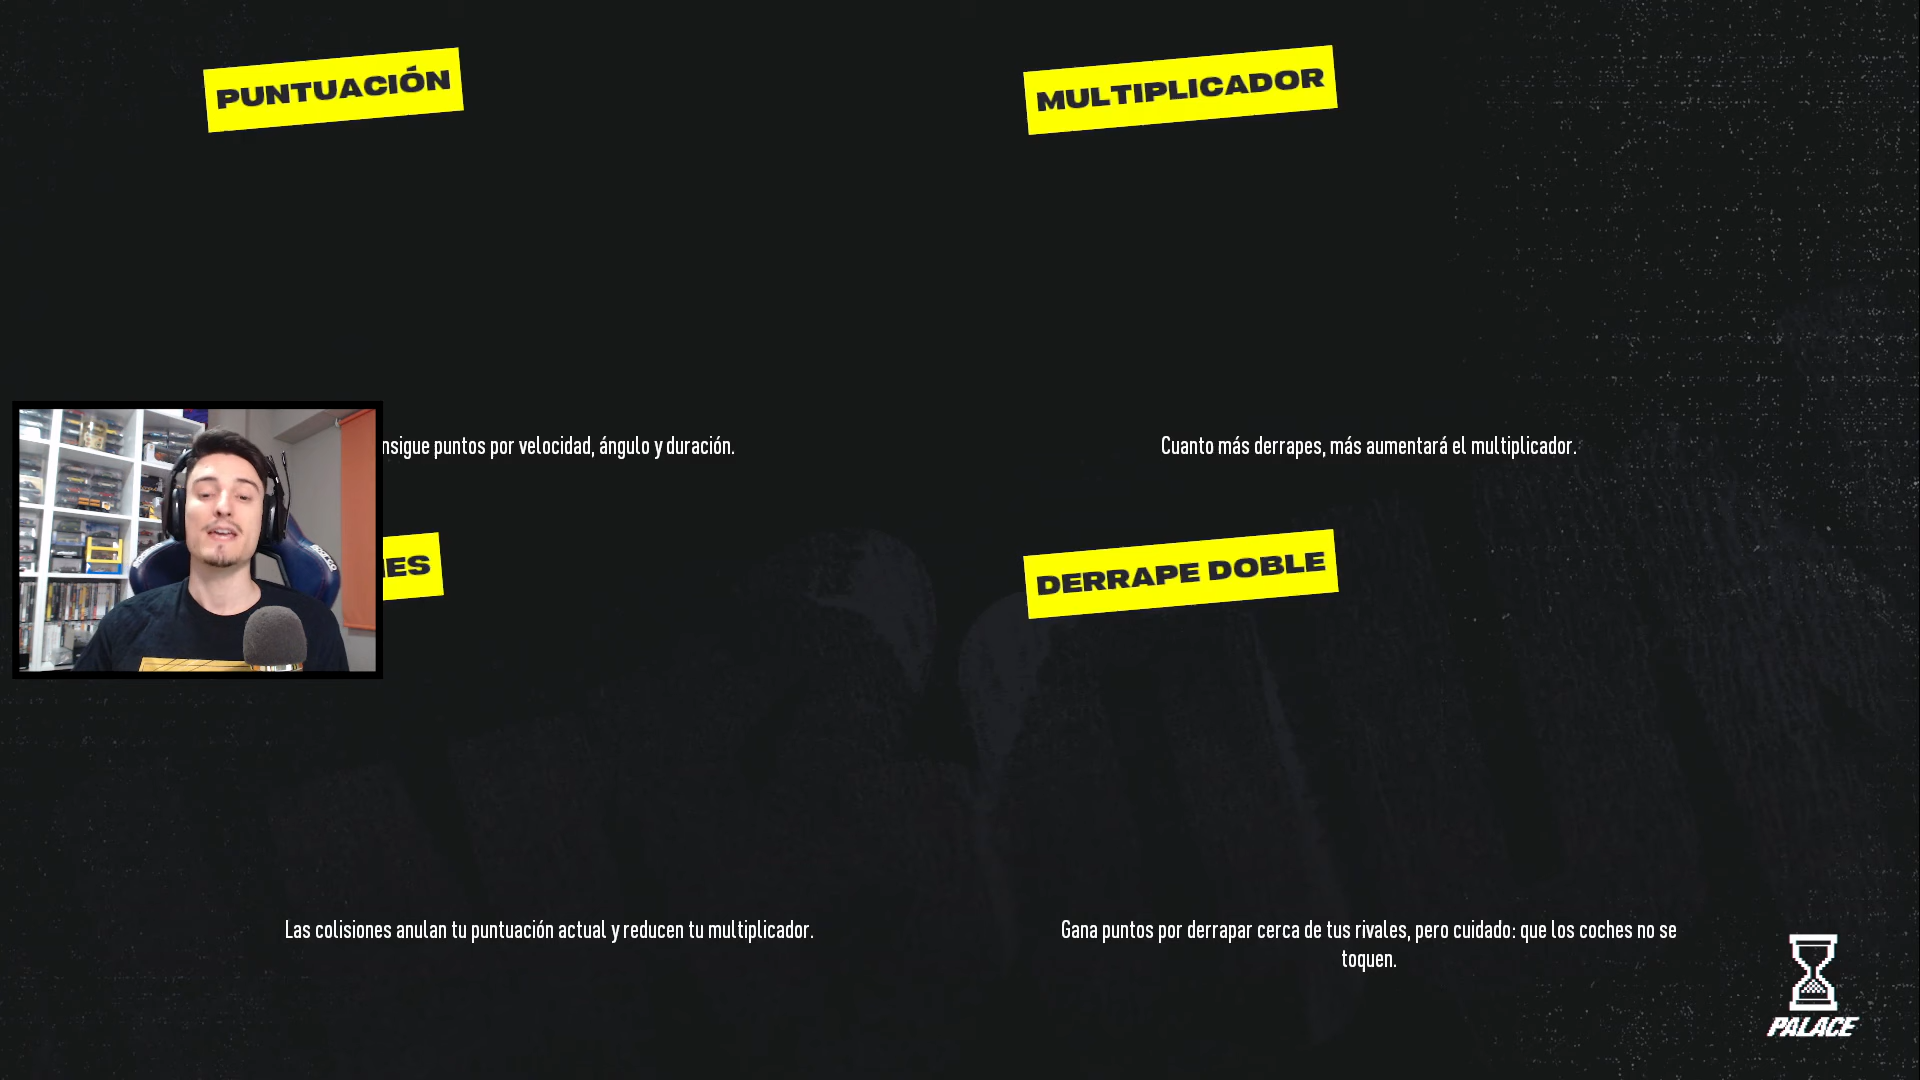 PUNTUACIÓN
MULTIPLICADOR
nsigue puntos por velocidad, ángulo y duración.
Cuanto más derrapes, más aumentará el multiplicador.
DERRAPE DOBLE
Las colisiones anulan tu puntuación actual y reducen tu multiplicador.
Gana puntos por derrapar cerca de tus rivales, pero cuidado: que los coches no se
toquen.
PALACE